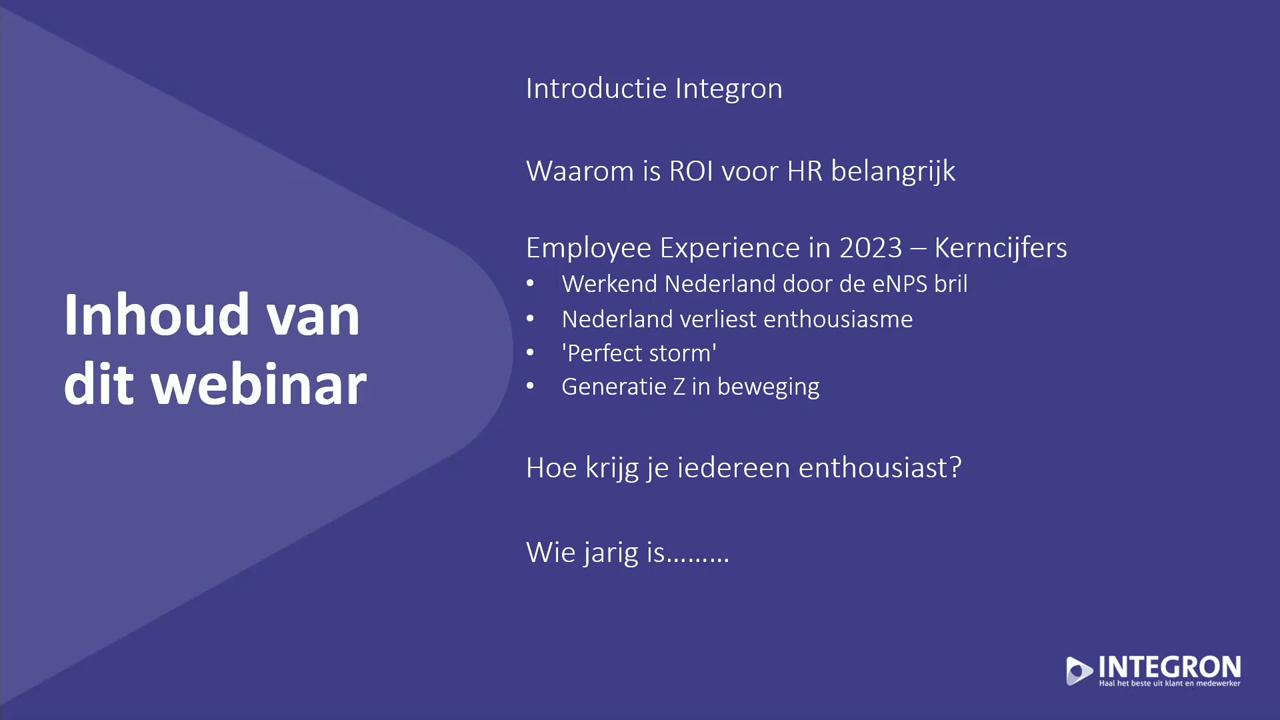 Inhoud van
dit webinar
Introductie Integron
Waarom is ROI voor HR belangrijk
Employee Experience in 2023 – Kerncijfers
• Werkend Nederland door de eNPS bril
• Nederland verliest enthousiasme
• 'Perfect storm'
• Generatie Z in beweging
Hoe krijg je iedereen enthousiast?
Wie jarig is.........
INTEGRON
Haal het beste uit klant en medewerker